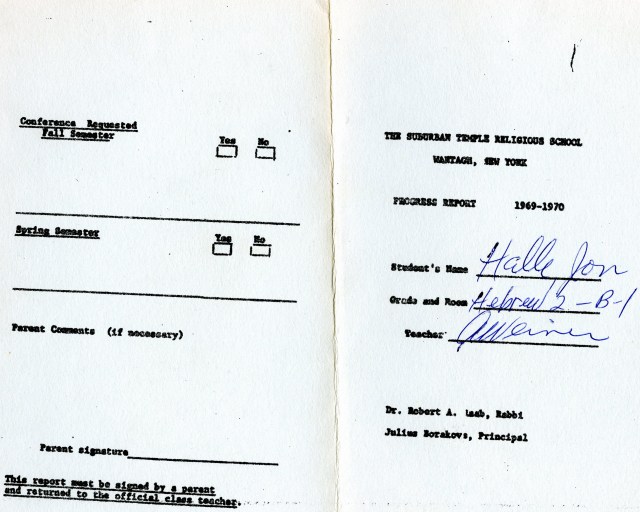 Conference Requested
Fall Semester
Yes No
Spring Semester
Yes No
Parent Comments (if necessary)
Parent signature
This report must be signed by a parent
and returned to the official class teacher.
THE SUBURBAN TEMPLE RELIGIOUS SCHOOL
WANTAGH, NEW YORK
PROGRESS REPORT 1969-1970
Student's Name Halle Jon
Grade and Room Hebrew 2-B-1
Teacher
Dr. Robert A. Raab, Rabbi
Julius Borakove, Principal